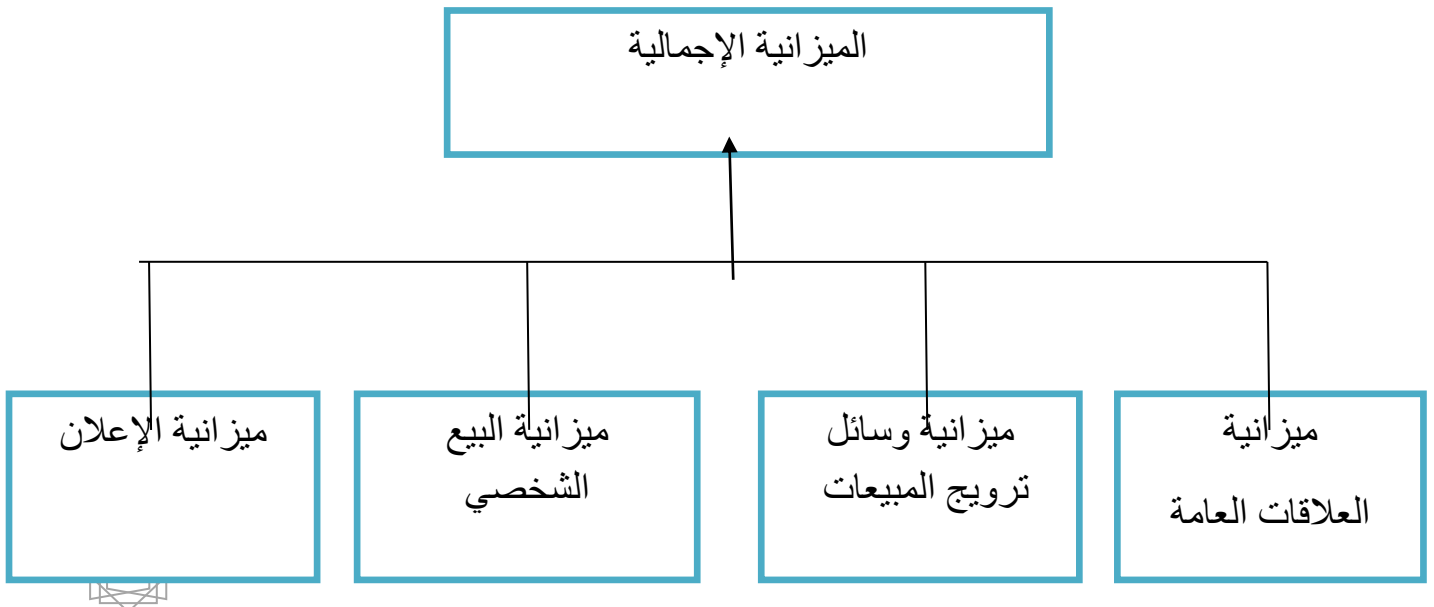 الميزانية الإجمالية
ميزانية
العلاقات العامة
ميزانية وسائل
ترويج المبيعات
ميزانية البيع
الشخصي
ميزانية الإعلان